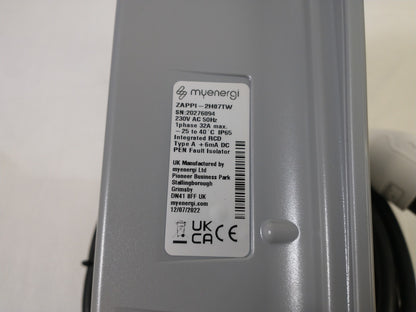 myenergi
ZAPPI-2H07TW
SN:20276094
230V AC 50Hz
1phase 32A max.
-25 to 40°C IP65
Integrated RCD
Type A + 6mA DC
PEN Fault Isolator
UK Manufactured by
myenergi Ltd
Pioneer Business Park
Stallingborough
Grimsby
DN41 8FF UK
myenergi.com
12/07/2022
UK
CA CE